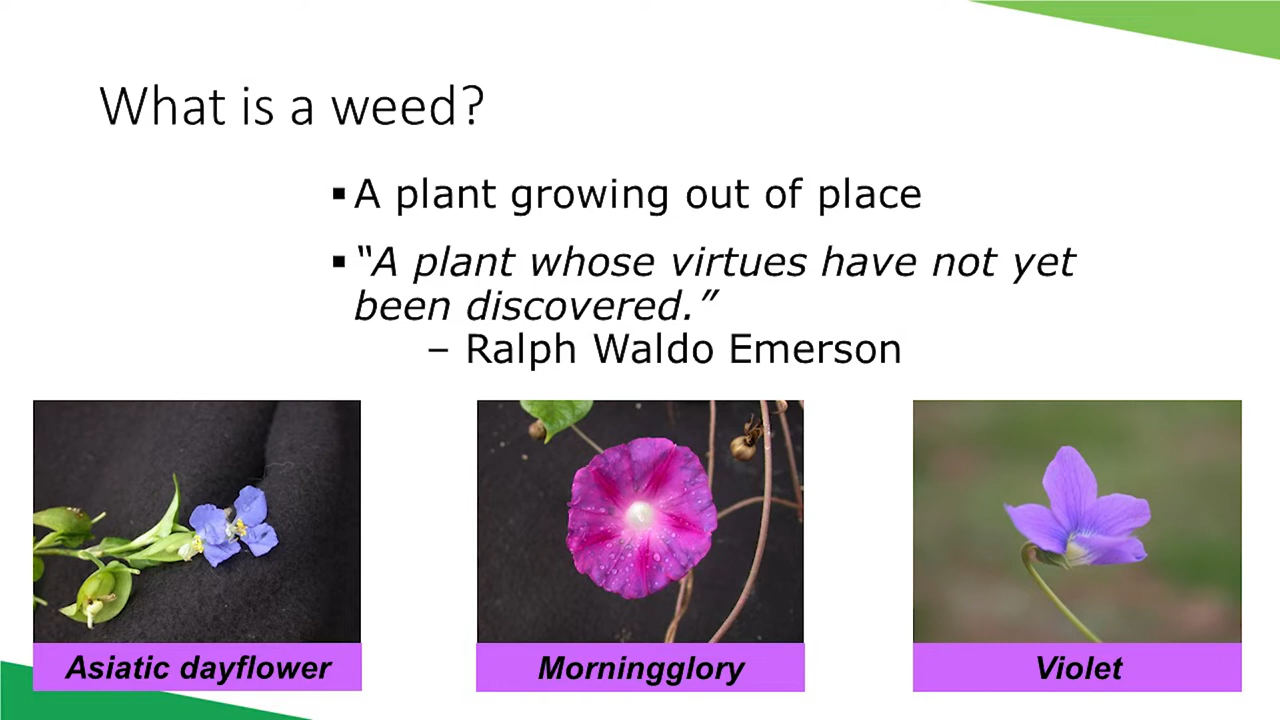 What is a weed?
▪A plant growing out of place
▪“A plant whose virtues have not yet
been discovered.”
– Ralph Waldo Emerson
Asiatic dayflower
Morningglory
Violet